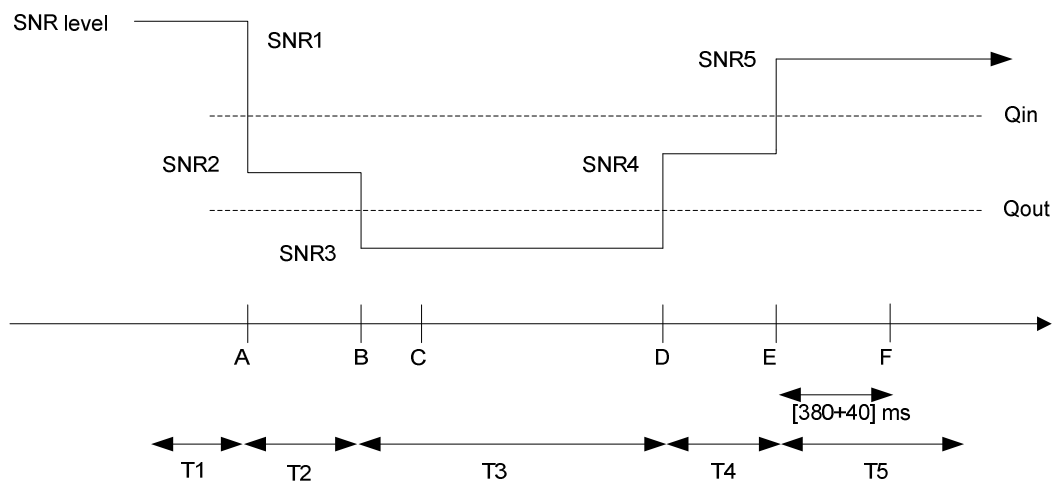 SNR level
SNR1
SNR5
Qin
SNR2
SNR4
Qout
SNR3
A B C D E F
[380+40] ms
T1 T2 T3 T4 T5